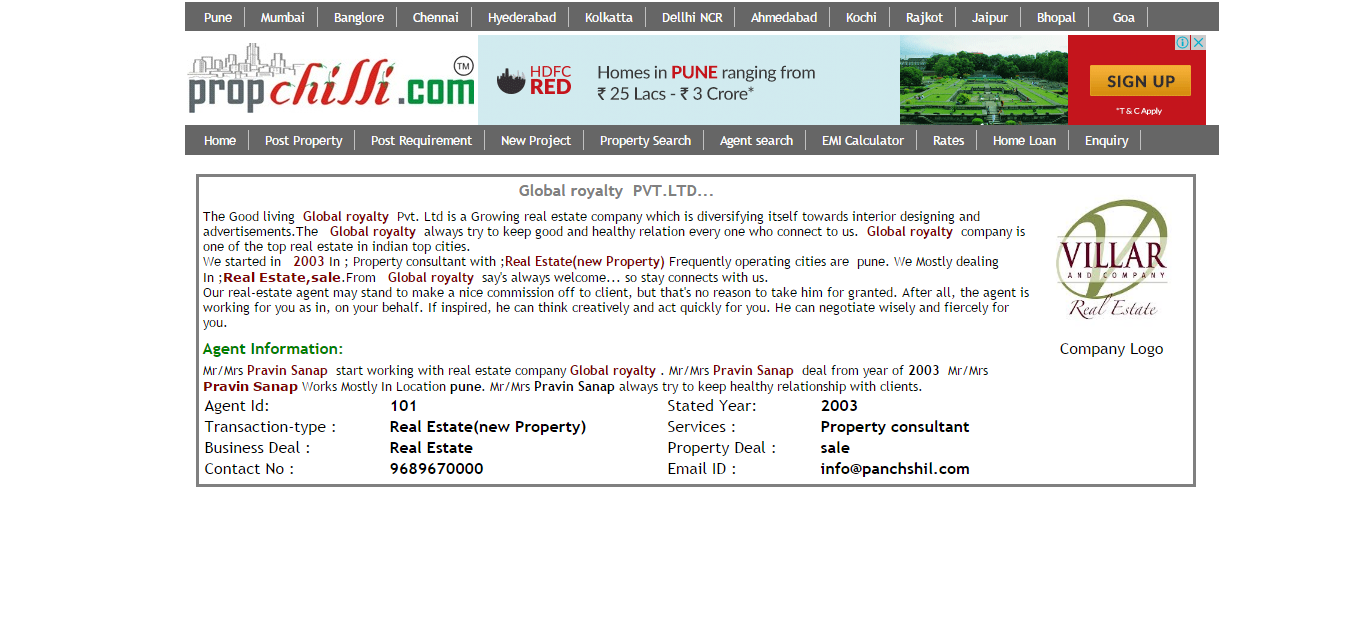 Pune Mumbai Banglore Chennai Hyederabad Kolkatta Dellhi NCR Ahmedabad Kochi Rajkot Jaipur Bhopal Goa
propchilli.com TM
HDFC RED
Homes in PUNE ranging from
₹ 25 Lacs - ₹ 3 Crore*
SIGN UP
*T & C Apply
Home Post Property Post Requirement New Project Property Search Agent search EMI Calculator Rates Home Loan Enquiry
Global royalty PVT.LTD...
The Good living Global royalty Pvt. Ltd is a Growing real estate company which is diversifying itself towards interior designing and
advertisements.The Global royalty always try to keep good and healthy relation every one who connect to us. Global royalty company is
one of the top real estate in indian top cities.
We started in 2003 In ; Property consultant with ;Real Estate(new Property) Frequently operating cities are pune. We Mostly dealing
In ;Real Estate,sale.From Global royalty say's always welcome... so stay connects with us.
Our real-estate agent may stand to make a nice commission off to client, but that's no reason to take him for granted. After all, the agent is
working for you as in, on your behalf. If inspired, he can think creatively and act quickly for you. He can negotiate wisely and fiercely for
you.
VILLAR
AND COMPANY
Real Estate
Company Logo
Agent Information:
Mr/Mrs Pravin Sanap start working with real estate company Global royalty . Mr/Mrs Pravin Sanap deal from year of 2003 Mr/Mrs
Pravin Sanap Works Mostly In Location pune. Mr/Mrs Pravin Sanap always try to keep healthy relationship with clients.
Agent Id: 101 Stated Year: 2003
Transaction-type : Real Estate(new Property) Services : Property consultant
Business Deal : Real Estate Property Deal : sale
Contact No : 9689670000 Email ID : info@panchshil.com